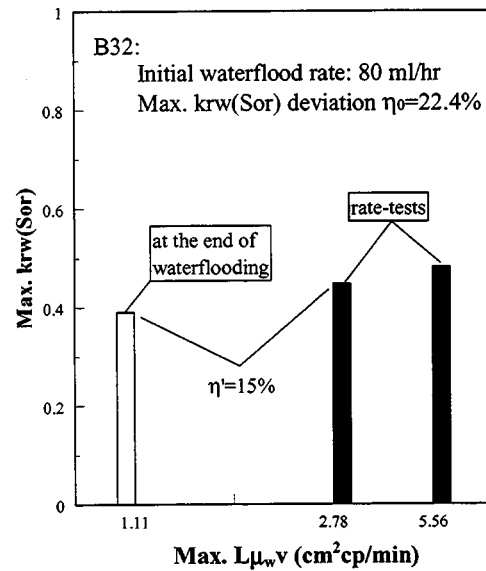 B32:
Initial waterflood rate: 80 ml/hr
Max. krw(Sor) deviation η₀=22.4%
1
0.8
0.6
0.4
0.2
0
Max. krw(Sor)
rate-tests
at the end of
waterflooding
η'=15%
1.11
2.78
5.56
Max. Lμ_wv (cm²cp/min)